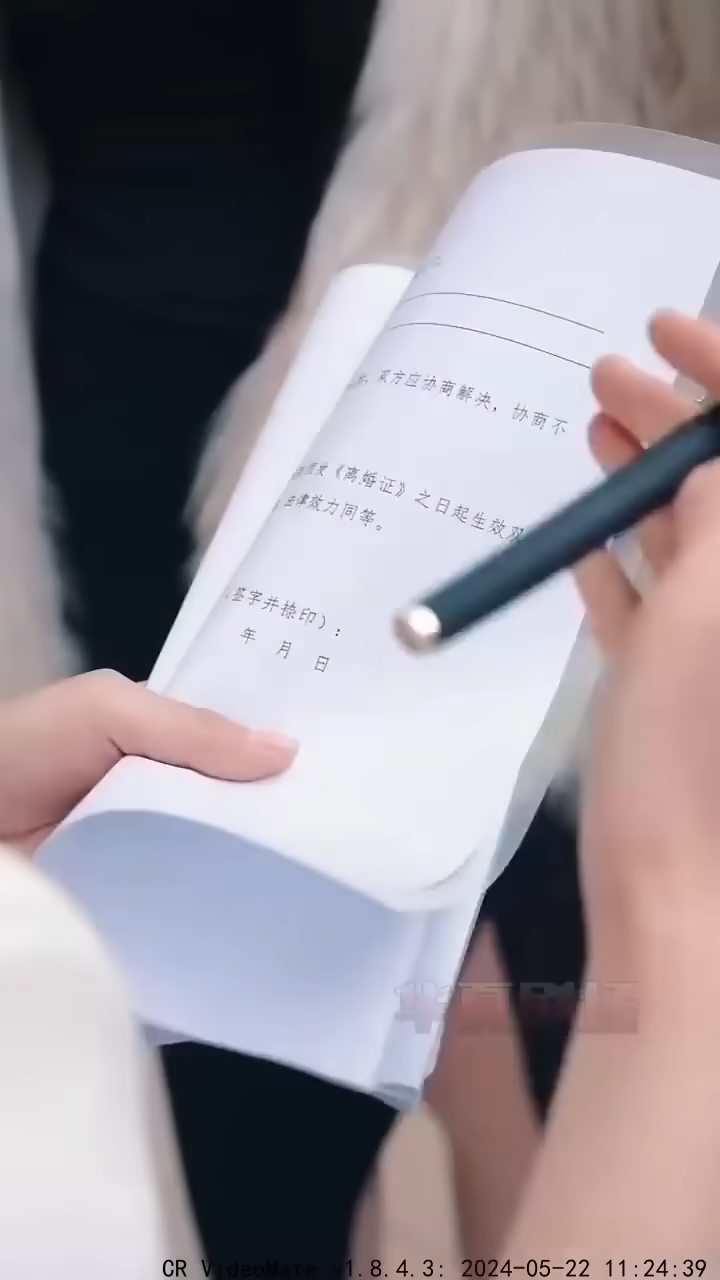 双方应协商解决，协商不
发《离婚证》之日起生效双
律效力同等。
签字并捺印）：
年 月 日
CR VideoMate v1.8.4.3: 2024-05-22 11:24:39